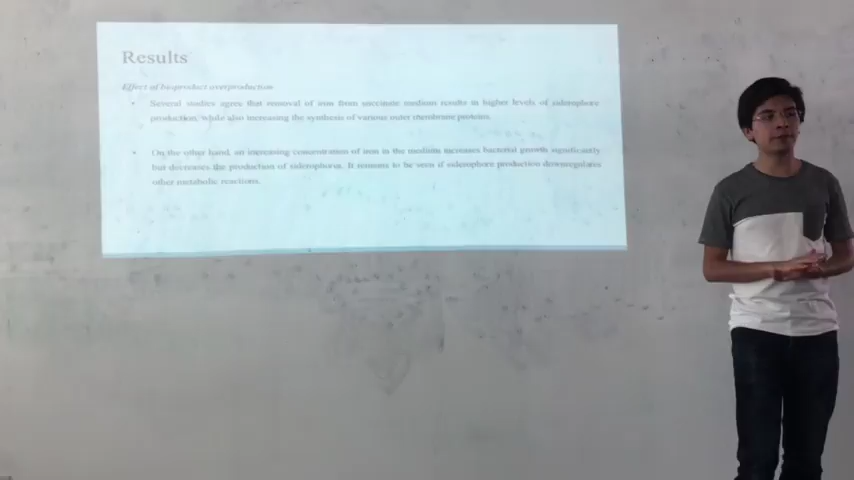 Results
Effect of bioproduct overproduction
• Several studies agree that removal of iron from succinate medium results in higher levels of siderophore
production, while also increasing the synthesis of various outer membrane proteins.
• On the other hand, an increasing concentration of iron in the medium increases bacterial growth significantly
but decreases the production of siderophores. It remains to be seen if siderophore production downregulates
other metabolic reactions.